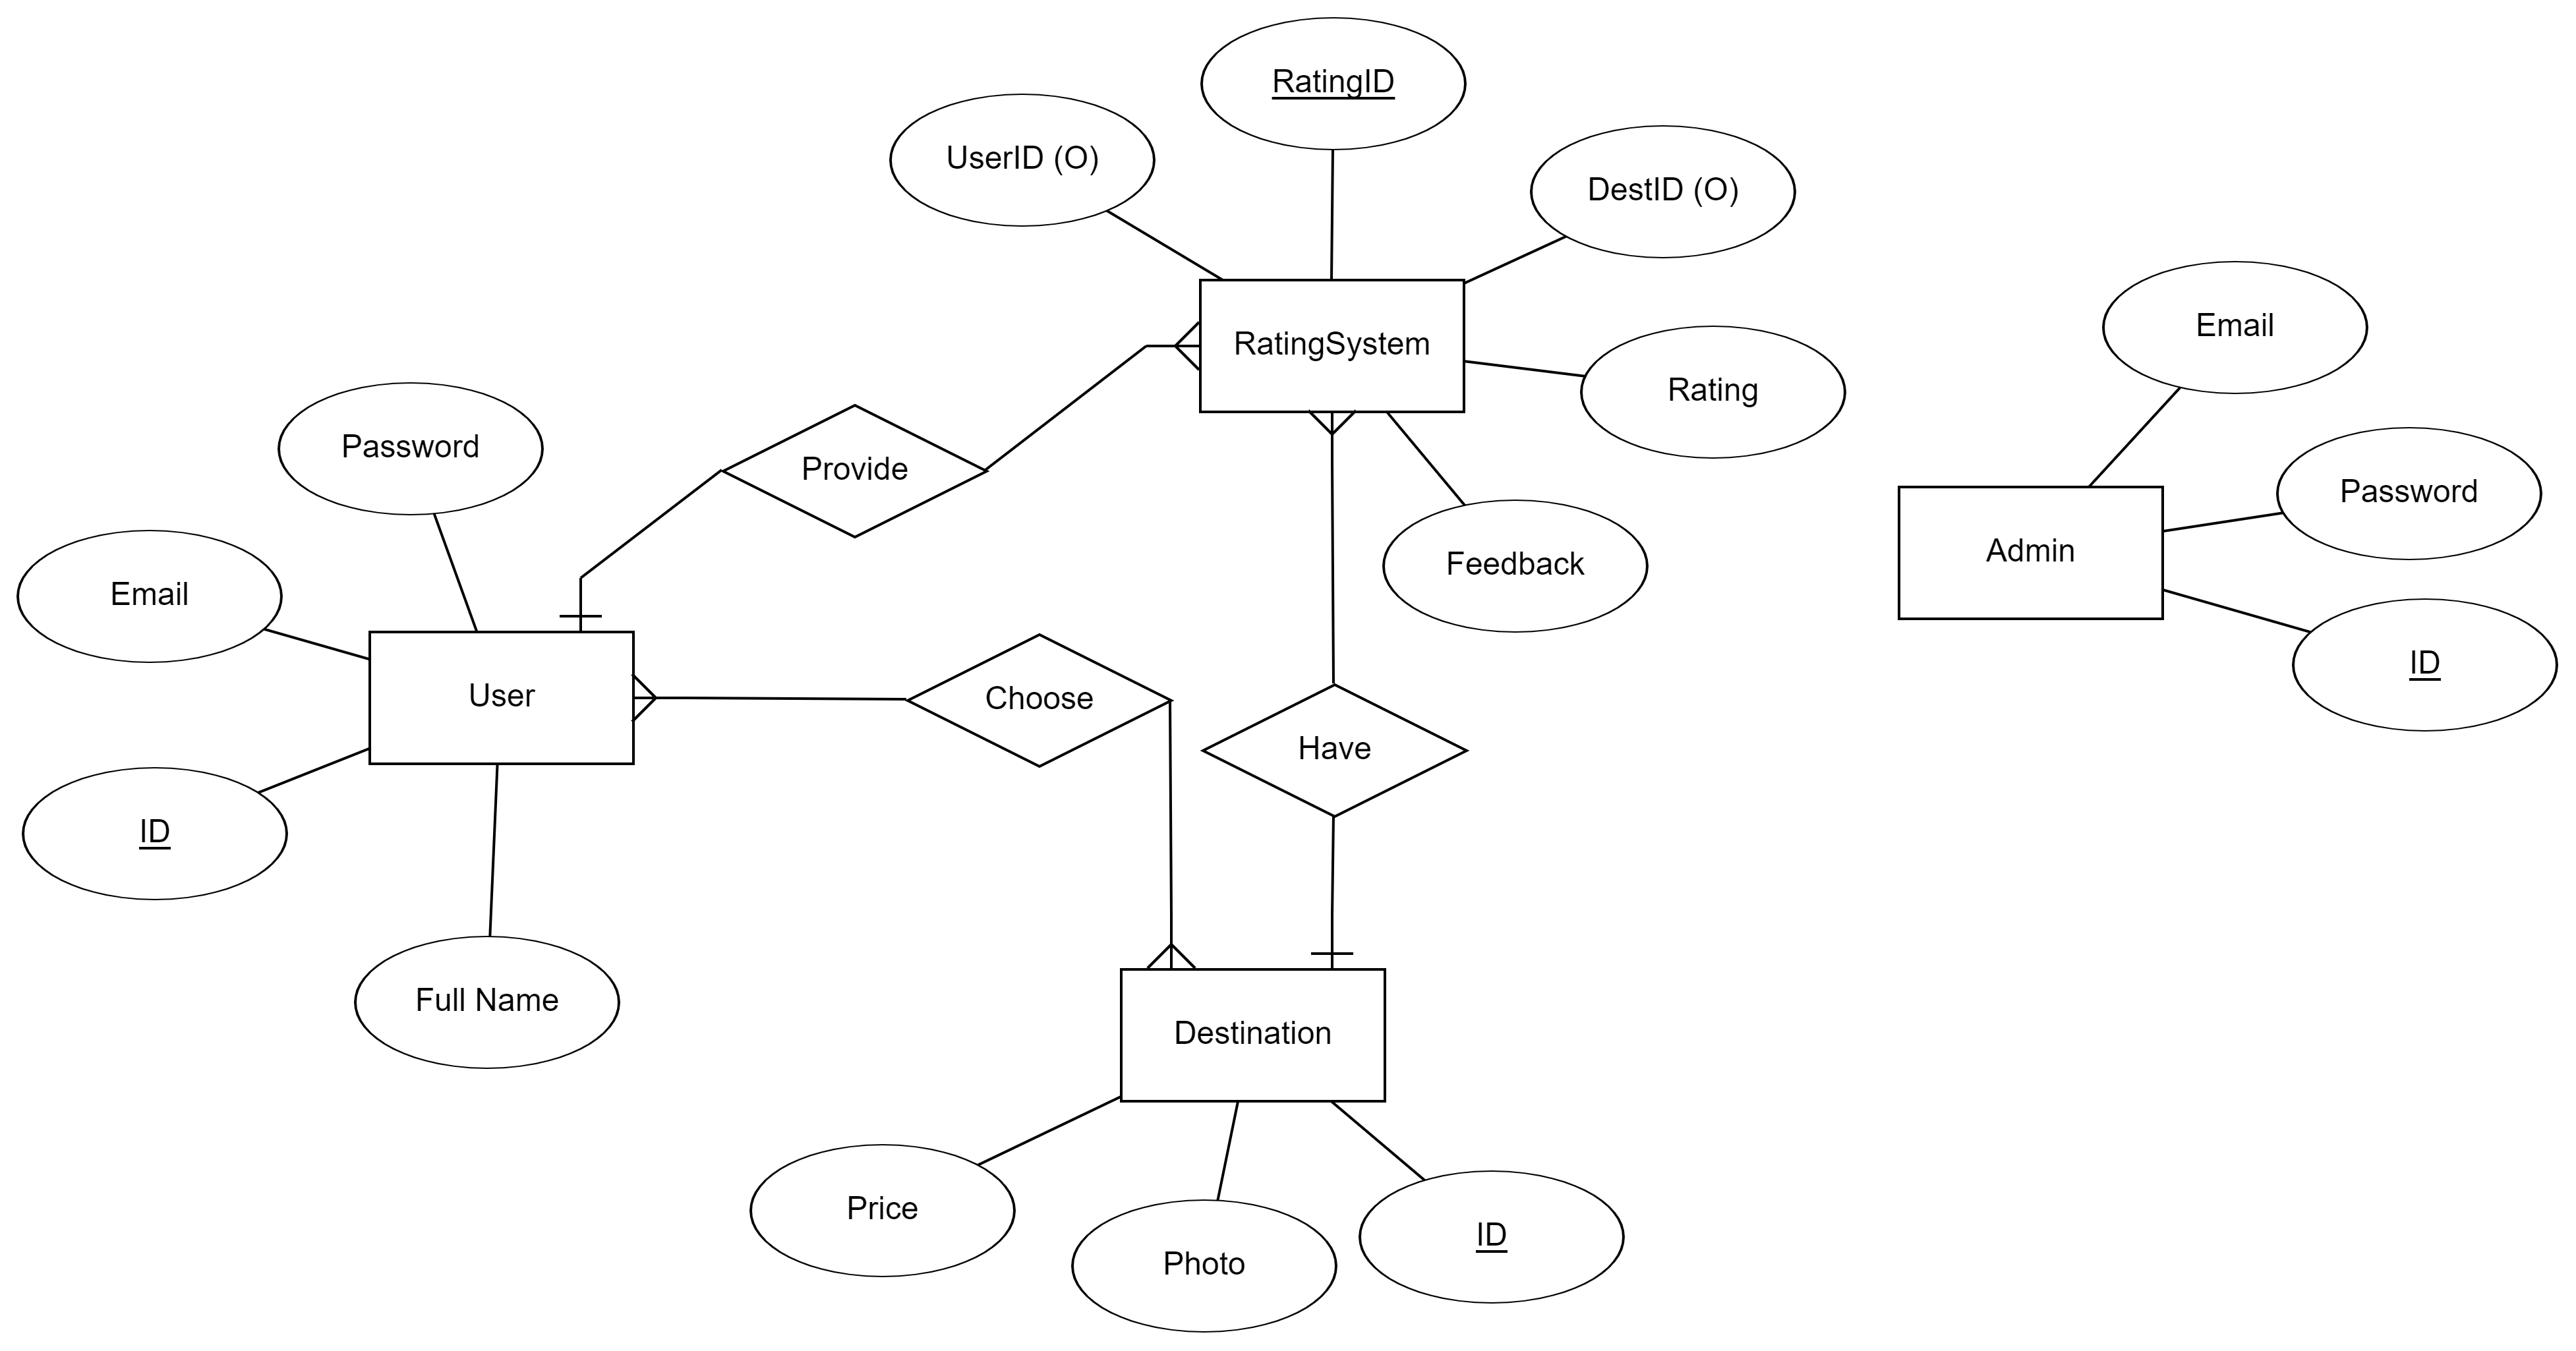 RatingID
UserID (O)
DestID (O)
RatingSystem
Email
Rating
Password
Provide
Password
Admin
Feedback
Email
ID
User
Choose
Have
ID
Full Name
Destination
Price
ID
Photo